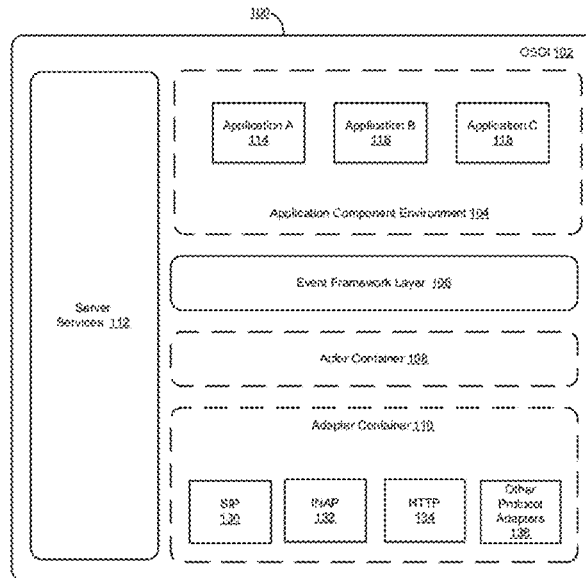 100
OSGI 102
Application A
114
Application B
116
Application C
118
Application Component Environment 104
Event Framework Layer 106
Server
Services 112
Actor Container 108
Adapter Container 110
SIP
130
INAP
132
HTTP
134
Other
Protocol
Adapters
136